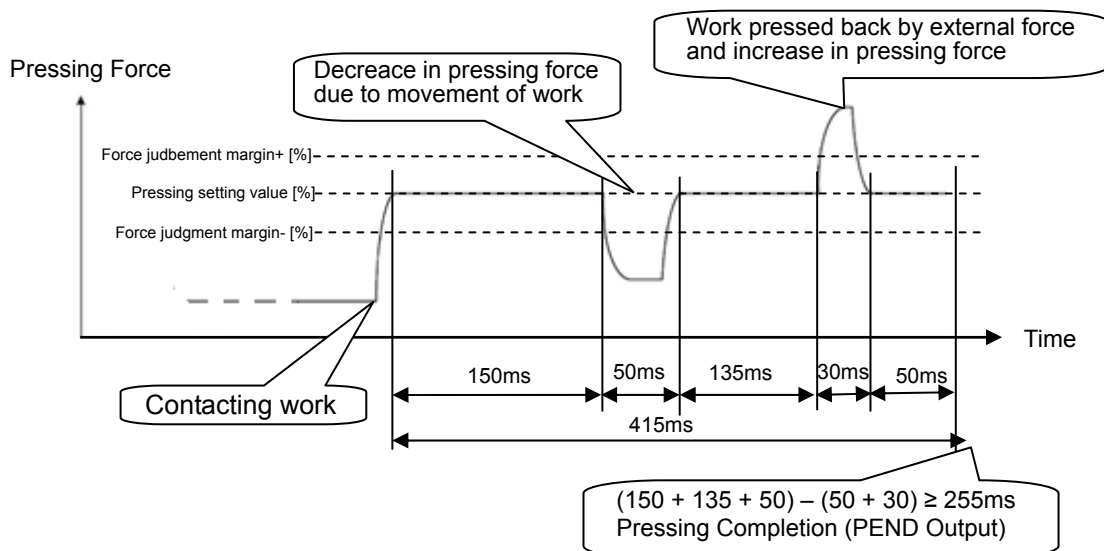 Work pressed back by external force
and increase in pressing force
Pressing Force
Decreace in pressing force
due to movement of work
Force judbement margin+ [%]
Pressing setting value [%]
Force judgment margin- [%]
Time
150ms
50ms
135ms
30ms
50ms
Contacting work
415ms
(150 + 135 + 50) – (50 + 30) ≥ 255ms
Pressing Completion (PEND Output)